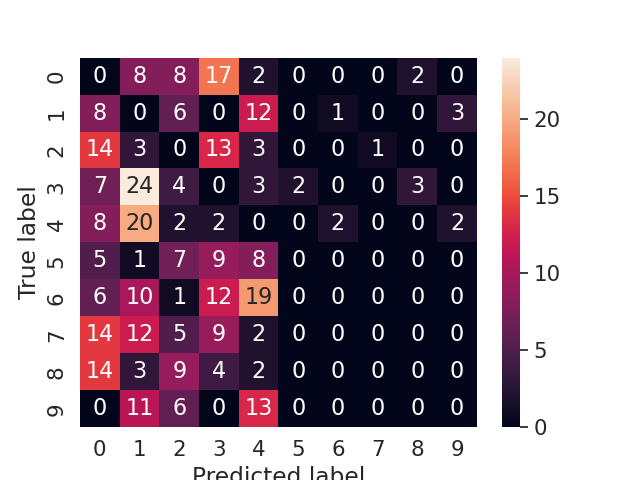 0 0 8 8 17 2 0 0 0 2 0
1 8 0 6 0 12 0 1 0 0 3
2 14 3 0 13 3 0 0 1 0 0
3 7 24 4 0 3 2 0 0 3 0
4 8 20 2 2 0 0 2 0 0 2
5 5 1 7 9 8 0 0 0 0 0
6 6 10 1 12 19 0 0 0 0 0
7 14 12 5 9 2 0 0 0 0 0
8 14 3 9 4 2 0 0 0 0 0
9 0 11 6 0 13 0 0 0 0 0
0 1 2 3 4 5 6 7 8 9
True label
Predicted label
20
15
10
5
0